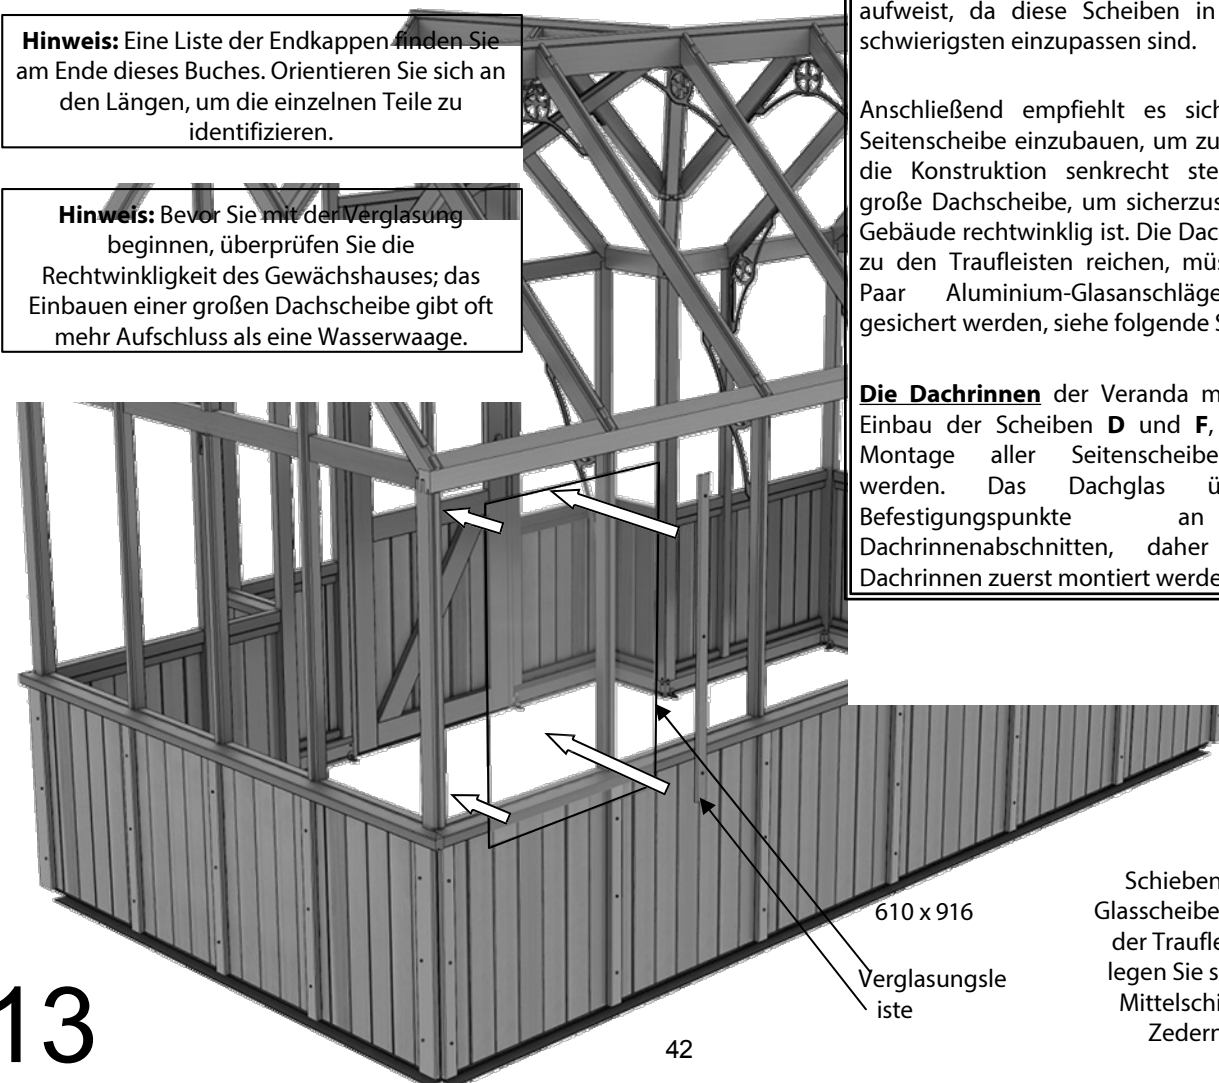 Hinweis: Eine Liste der Endkappen finden Sie
am Ende dieses Buches. Orientieren Sie sich an
den Längen, um die einzelnen Teile zu
identifizieren.
Hinweis: Bevor Sie mit der Verglasung
beginnen, überprüfen Sie die
Rechtwinkligkeit des Gewächshauses; das
Einbauen einer großen Dachscheibe gibt oft
mehr Aufschluss als eine Wasserwaage.
aufweist, da diese Scheiben in
schwierigsten einzupassen sind.
Anschließend empfiehlt es sich
Seitenscheibe einzubauen, um zu
die Konstruktion senkrecht ste
große Dachscheibe, um sicherzus
Gebäude rechtwinklig ist. Die Dac
zu den Traufleisten reichen, müs
Paar Aluminium-Glasanschläge
gesichert werden, siehe folgende S
Die Dachrinnen der Veranda m
Einbau der Scheiben D und F,
Montage aller Seitenscheibe
werden. Das Dachglas ü
Befestigungspunkte an
Dachrinnenabschnitten, daher
Dachrinnen zuerst montiert werde
610 x 916
Verglasungsle
iste
Schieben
Glasscheibe
der Traufle
legen Sie s
Mittelschi
Zedern
13
42